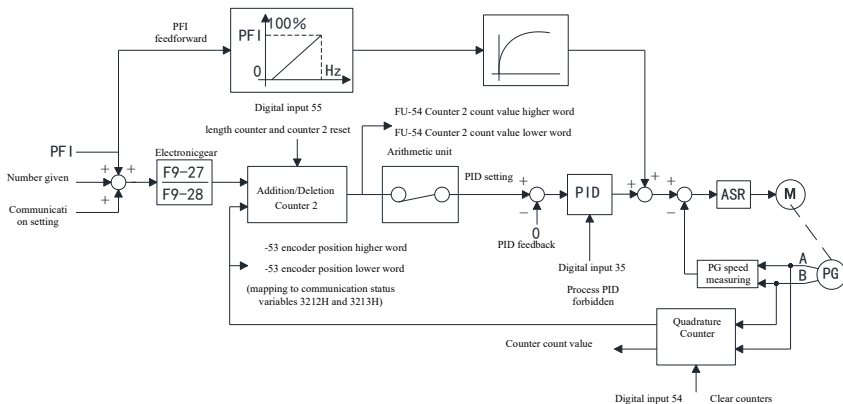 PFI
feedforward
100%
PFI
0
Hz
Digital input 55
length counter and counter 2 reset
FU-54 Counter 2 count value higher word
FU-54 Counter 2 count value lower word
PFI
Electronicgear
Arithmetic unit
Number given
+
+
-
+
F9-27
F9-28
Addition/Deletion
Counter 2
PID setting
+
-
0
PID feedback
PID
+
+
+
-
ASR
M
Communicati
on setting
-53 encoder position higher word
-53 encoder position lower word
(mapping to communication status
variables 3212H and 3213H)
Digital input 35
Process PID
forbidden
PG speed
measuring
A
B
PG
Quadrature
Counter
Counter count value
Digital input 54
Clear counters